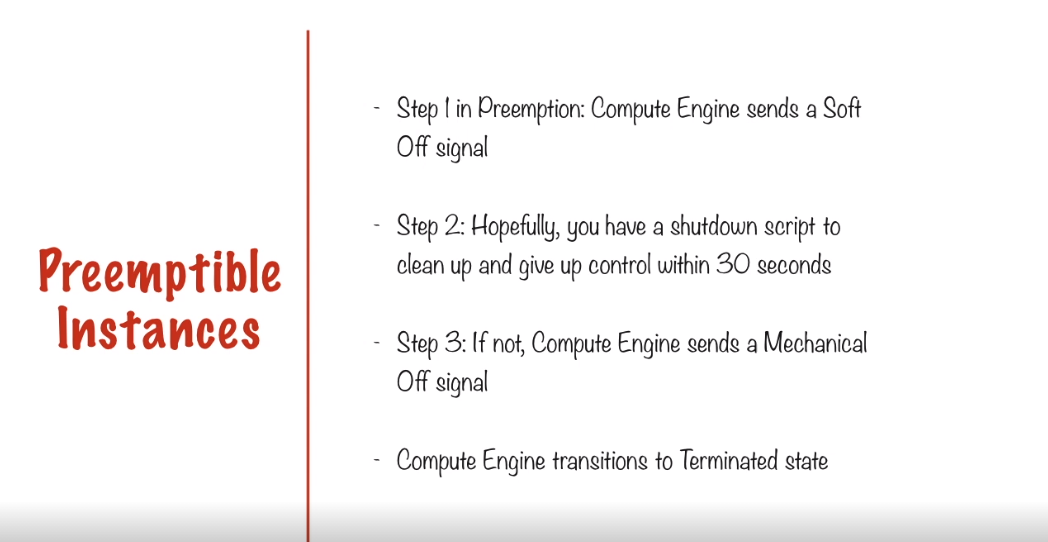 Preemptible
Instances
- Step 1 in Preemption: Compute Engine sends a Soft
Off signal
- Step 2: Hopefully, you have a shutdown script to
clean up and give up control within 30 seconds
- Step 3: If not, Compute Engine sends a Mechanical
Off signal
- Compute Engine transitions to Terminated state